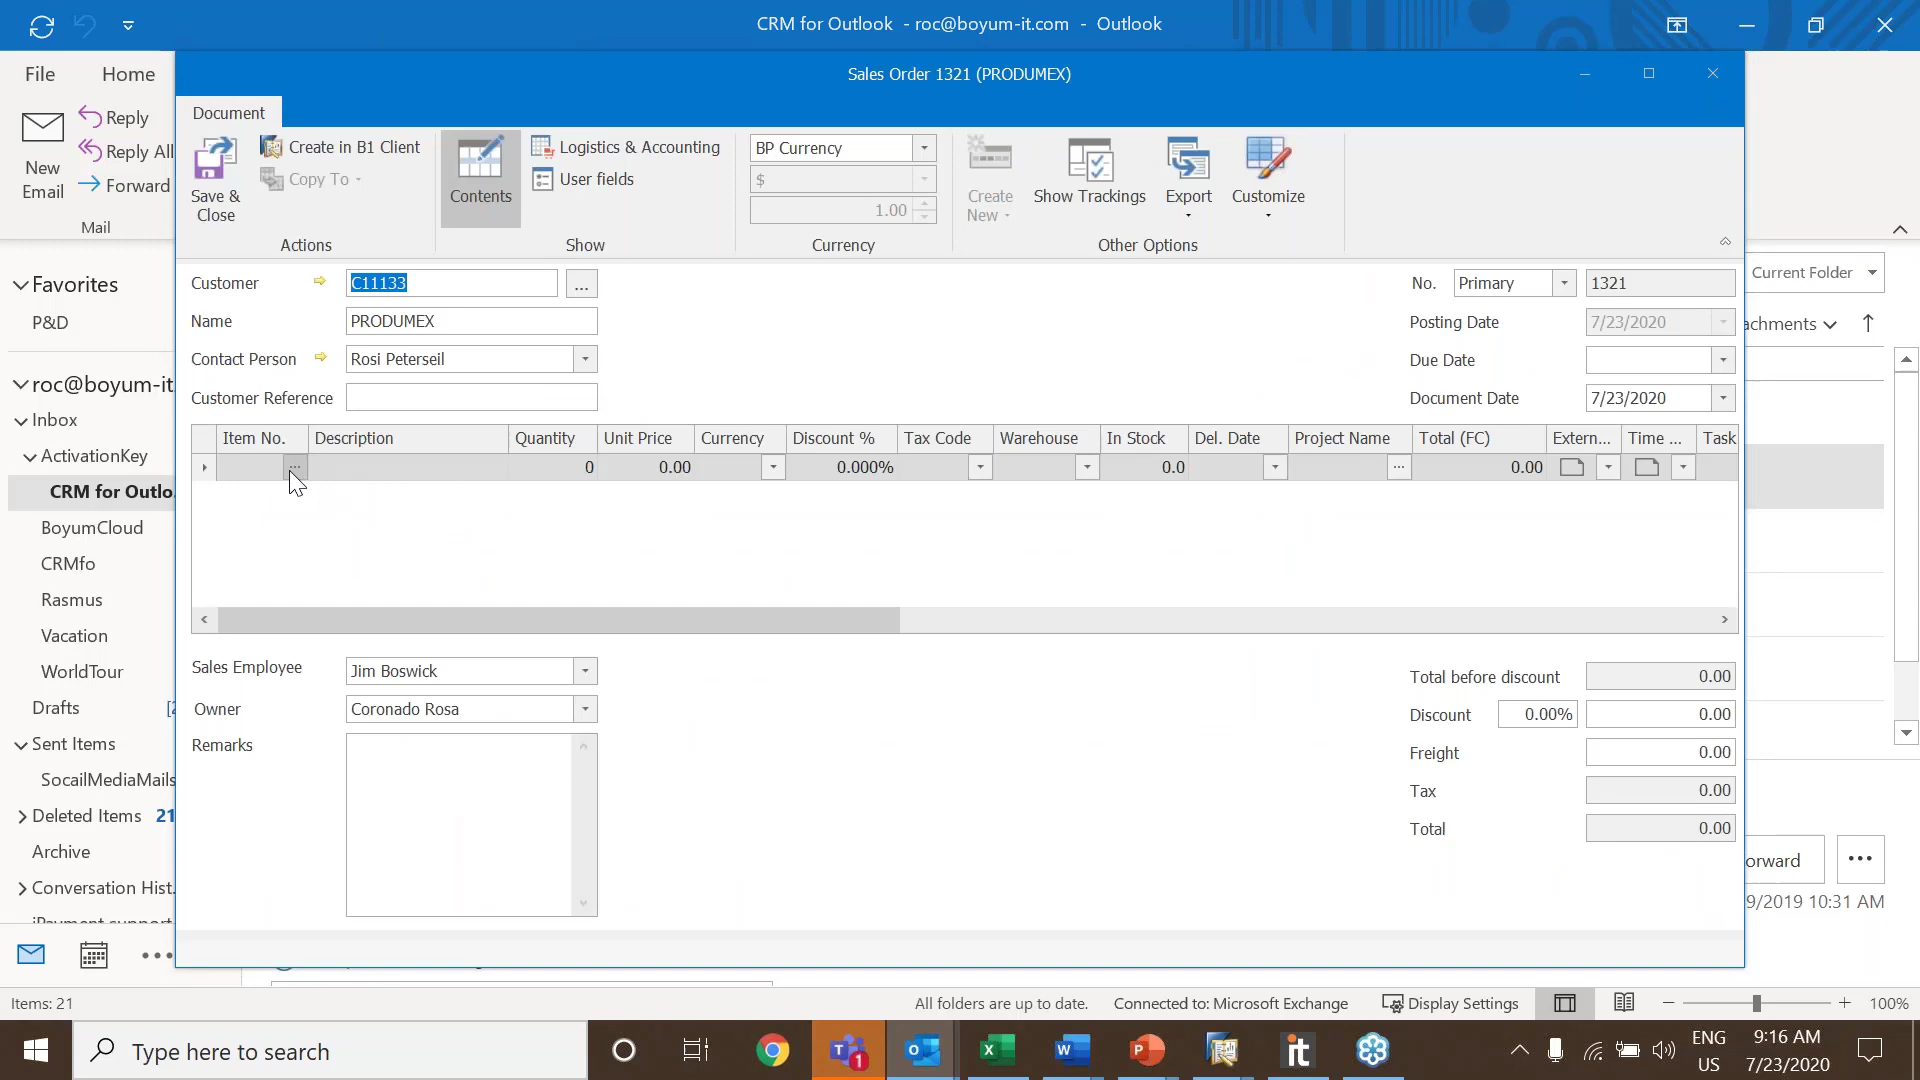 CRM for Outlook - roc@boyum-it.com - Outlook
File Home
Sales Order 1321 (PRODUMEX)
Document
New Email
Reply
Reply All
Forward
Mail
Save & Close
Create in B1 Client
Copy To
Actions
Contents
Logistics & Accounting
User fields
Show
BP Currency
$
1.00
Currency
Create New
Show Trackings
Export
Customize
Other Options
Favorites
P&D
roc@boyum-it.
Inbox
ActivationKey
CRM for Outlo...
BoyumCloud
CRMfo
Rasmus
Vacation
WorldTour
Drafts [2
Sent Items
SocailMediaMails
Deleted Items 21
Archive
Conversation Hist...
Customer C11133 ...
Name PRODUMEX
Contact Person Rosi Peterseil
Customer Reference
No. Primary 1321
Posting Date 7/23/2020
Due Date
Document Date 7/23/2020
Current Folder
achments
Item No. Description Quantity Unit Price Currency Discount % Tax Code Warehouse In Stock Del. Date Project Name Total (FC) Extern... Time ... Task
... 0 0.00 0.000% 0.0 ... 0.00
Sales Employee Jim Boswick
Owner Coronado Rosa
Remarks
Total before discount 0.00
Discount 0.00% 0.00
Freight 0.00
Tax 0.00
Total 0.00
orward ...
9/2019 10:31 AM
Items: 21
All folders are up to date.
Connected to: Microsoft Exchange
Display Settings
100%
Type here to search
ENG
US
9:16 AM
7/23/2020